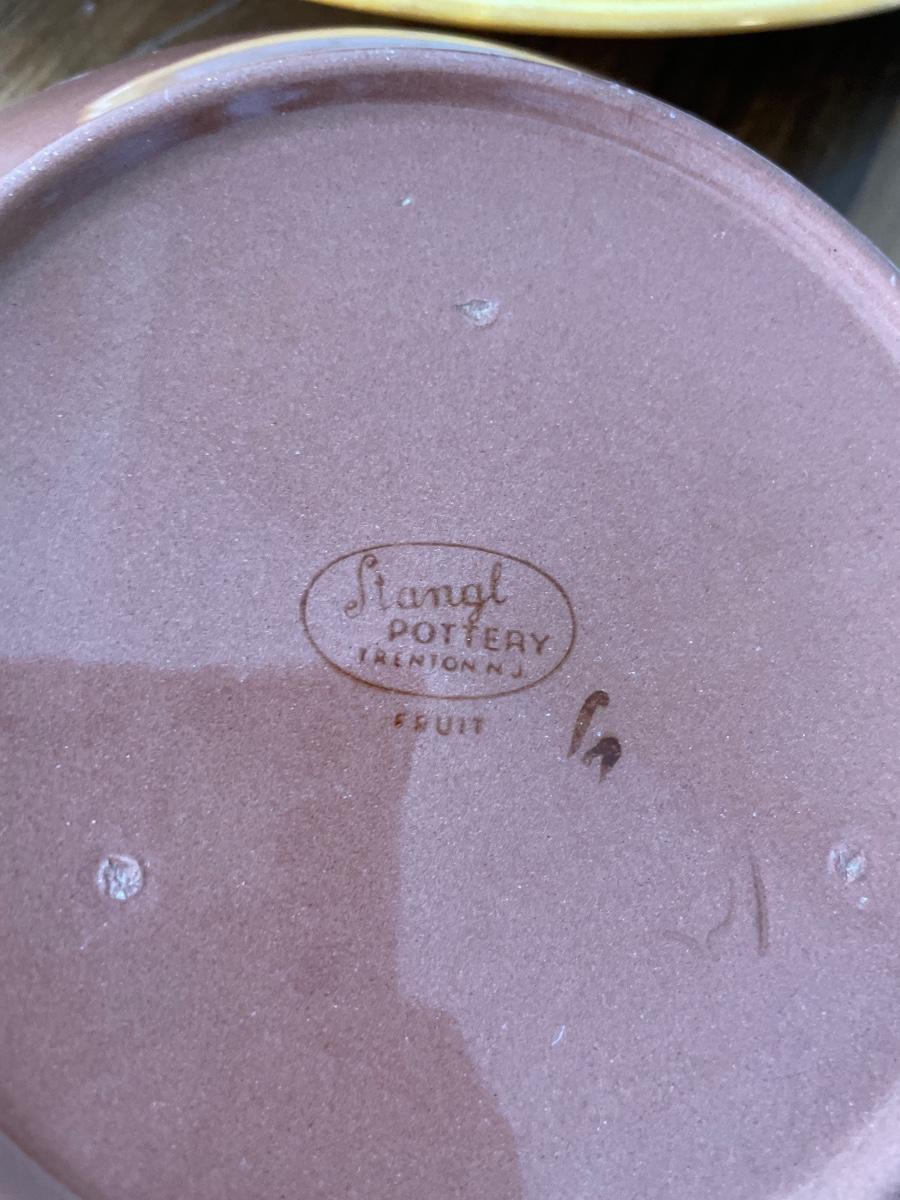 Stangl
POTTERY
TRENTON N J
FRUIT